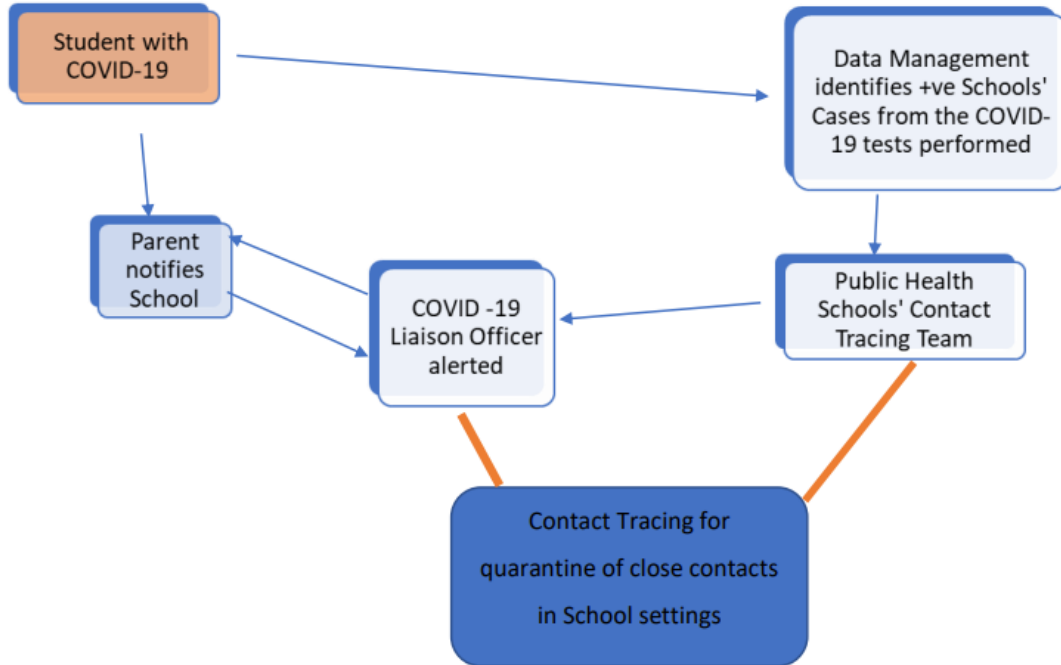 Student with
COVID-19
Data Management
identifies +ve Schools'
Cases from the COVID-
19 tests performed
Parent
notifies
School
COVID -19
Liaison Officer
alerted
Public Health
Schools' Contact
Tracing Team
Contact Tracing for
quarantine of close contacts
in School settings